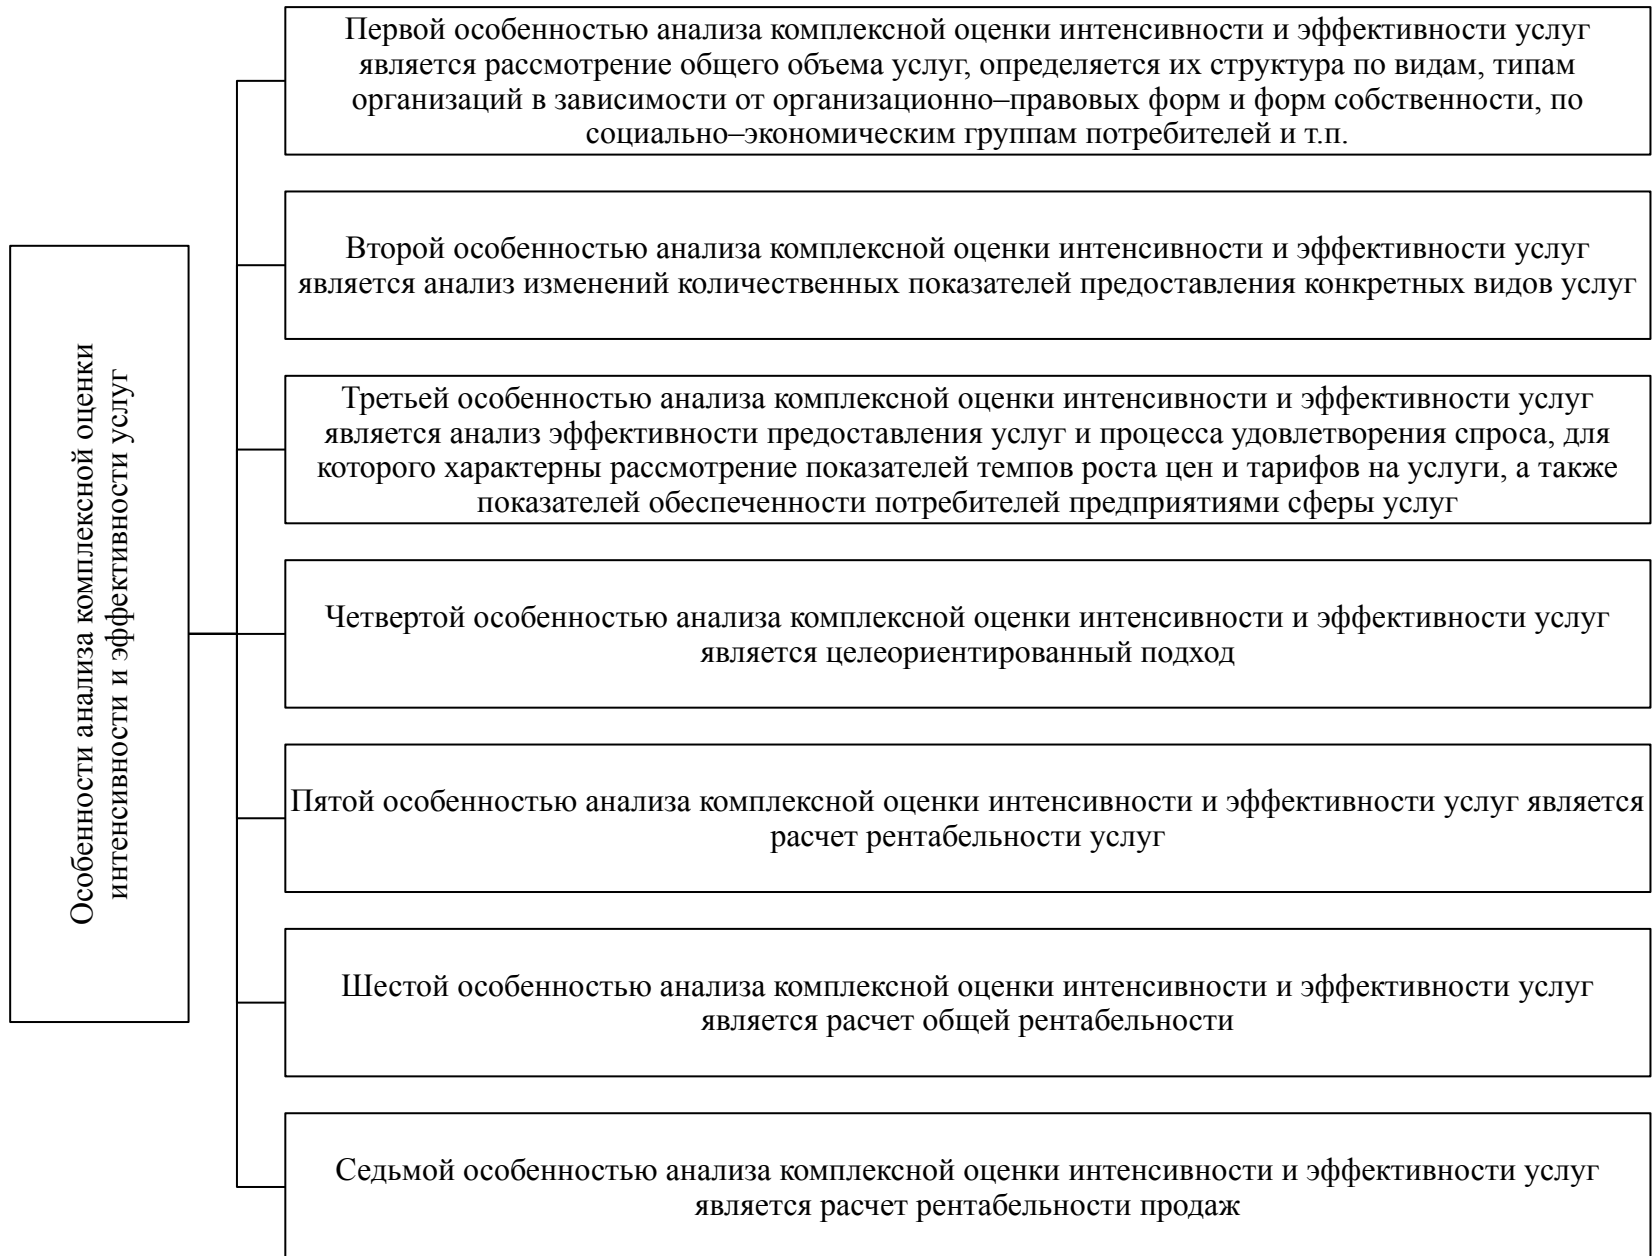 Особенности анализа комплексной оценки
интенсивности и эффективности услуг
Первой особенностью анализа комплексной оценки интенсивности и эффективности услуг
является рассмотрение общего объема услуг, определяется их структура по видам, типам
организаций в зависимости от организационно–правовых форм и форм собственности, по
социально–экономическим группам потребителей и т.п.
Второй особенностью анализа комплексной оценки интенсивности и эффективности услуг
является анализ изменений количественных показателей предоставления конкретных видов услуг
Третьей особенностью анализа комплексной оценки интенсивности и эффективности услуг
является анализ эффективности предоставления услуг и процесса удовлетворения спроса, для
которого характерны рассмотрение показателей темпов роста цен и тарифов на услуги, а также
показателей обеспеченности потребителей предприятиями сферы услуг
Четвертой особенностью анализа комплексной оценки интенсивности и эффективности услуг
является целеориентированный подход
Пятой особенностью анализа комплексной оценки интенсивности и эффективности услуг является
расчет рентабельности услуг
Шестой особенностью анализа комплексной оценки интенсивности и эффективности услуг
является расчет общей рентабельности
Седьмой особенностью анализа комплексной оценки интенсивности и эффективности услуг
является расчет рентабельности продаж